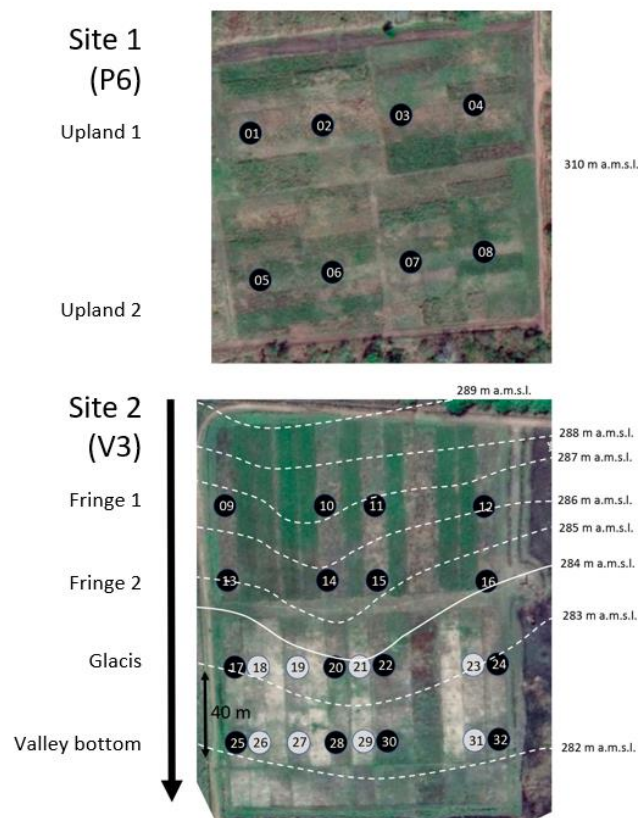 Site 1
(P6)
Upland 1
01
02
03
04
310 m a.m.s.l.
05
06
07
08
Upland 2
289 m a.m.s.l.
Site 2
(V3)
288 m a.m.s.l.
287 m a.m.s.l.
Fringe 1
09
10
11
12
286 m a.m.s.l.
285 m a.m.s.l.
284 m a.m.s.l.
Fringe 2
13
14
15
16
283 m a.m.s.l.
Glacis
17
18
19
20
21
22
23
24
40 m
Valley bottom
25
26
27
28
29
30
31
32
282 m a.m.s.l.